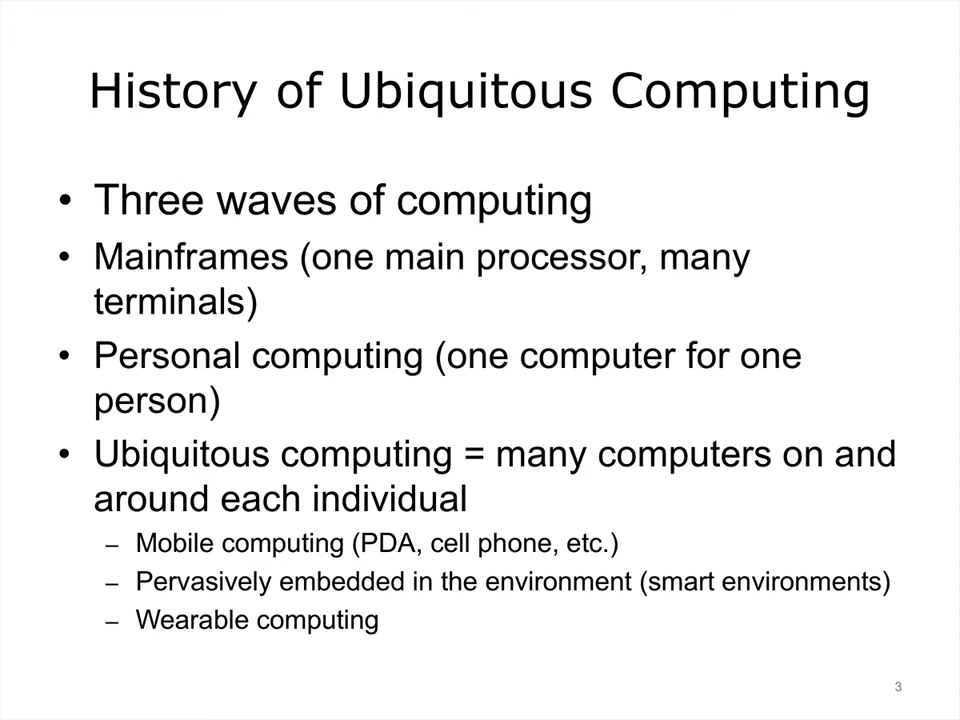 History of Ubiquitous Computing
• Three waves of computing
• Mainframes (one main processor, many
terminals)
• Personal computing (one computer for one
person)
• Ubiquitous computing = many computers on and
around each individual
– Mobile computing (PDA, cell phone, etc.)
– Pervasively embedded in the environment (smart environments)
– Wearable computing
3